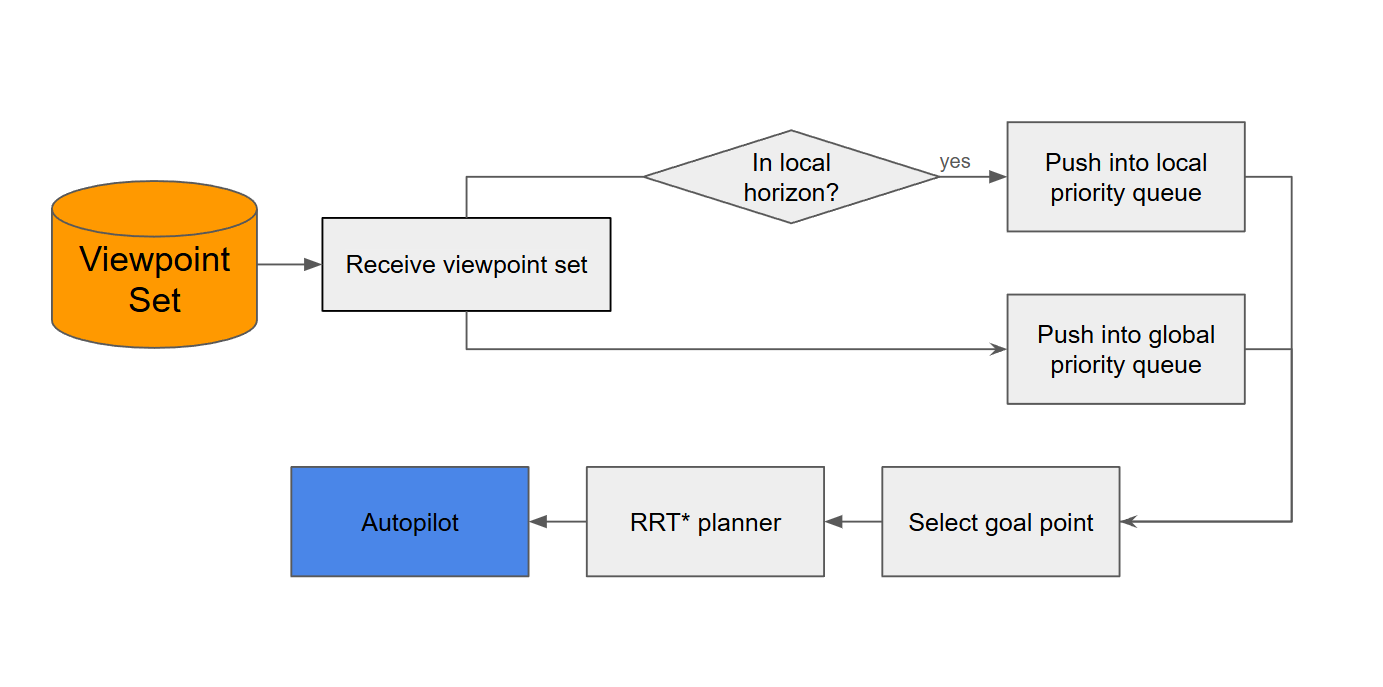 Viewpoint
Set
Receive viewpoint set
In local
horizon?
yes
Push into local
priority queue
Push into global
priority queue
Autopilot
RRT* planner
Select goal point